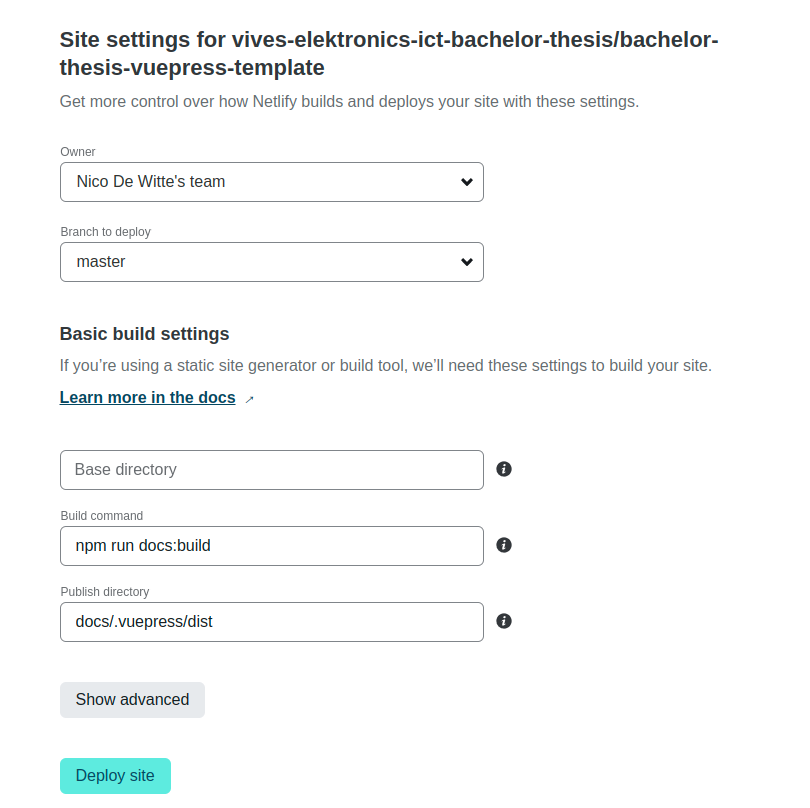 Site settings for vives-elektronics-ict-bachelor-thesis/bachelor-
thesis-vuepress-template
Get more control over how Netlify builds and deploys your site with these settings.
Owner
Nico De Witte's team
Branch to deploy
master
Basic build settings
If you’re using a static site generator or build tool, we’ll need these settings to build your site.
Learn more in the docs ↗
Base directory
Build command
npm run docs:build
Publish directory
docs/.vuepress/dist
Show advanced
Deploy site